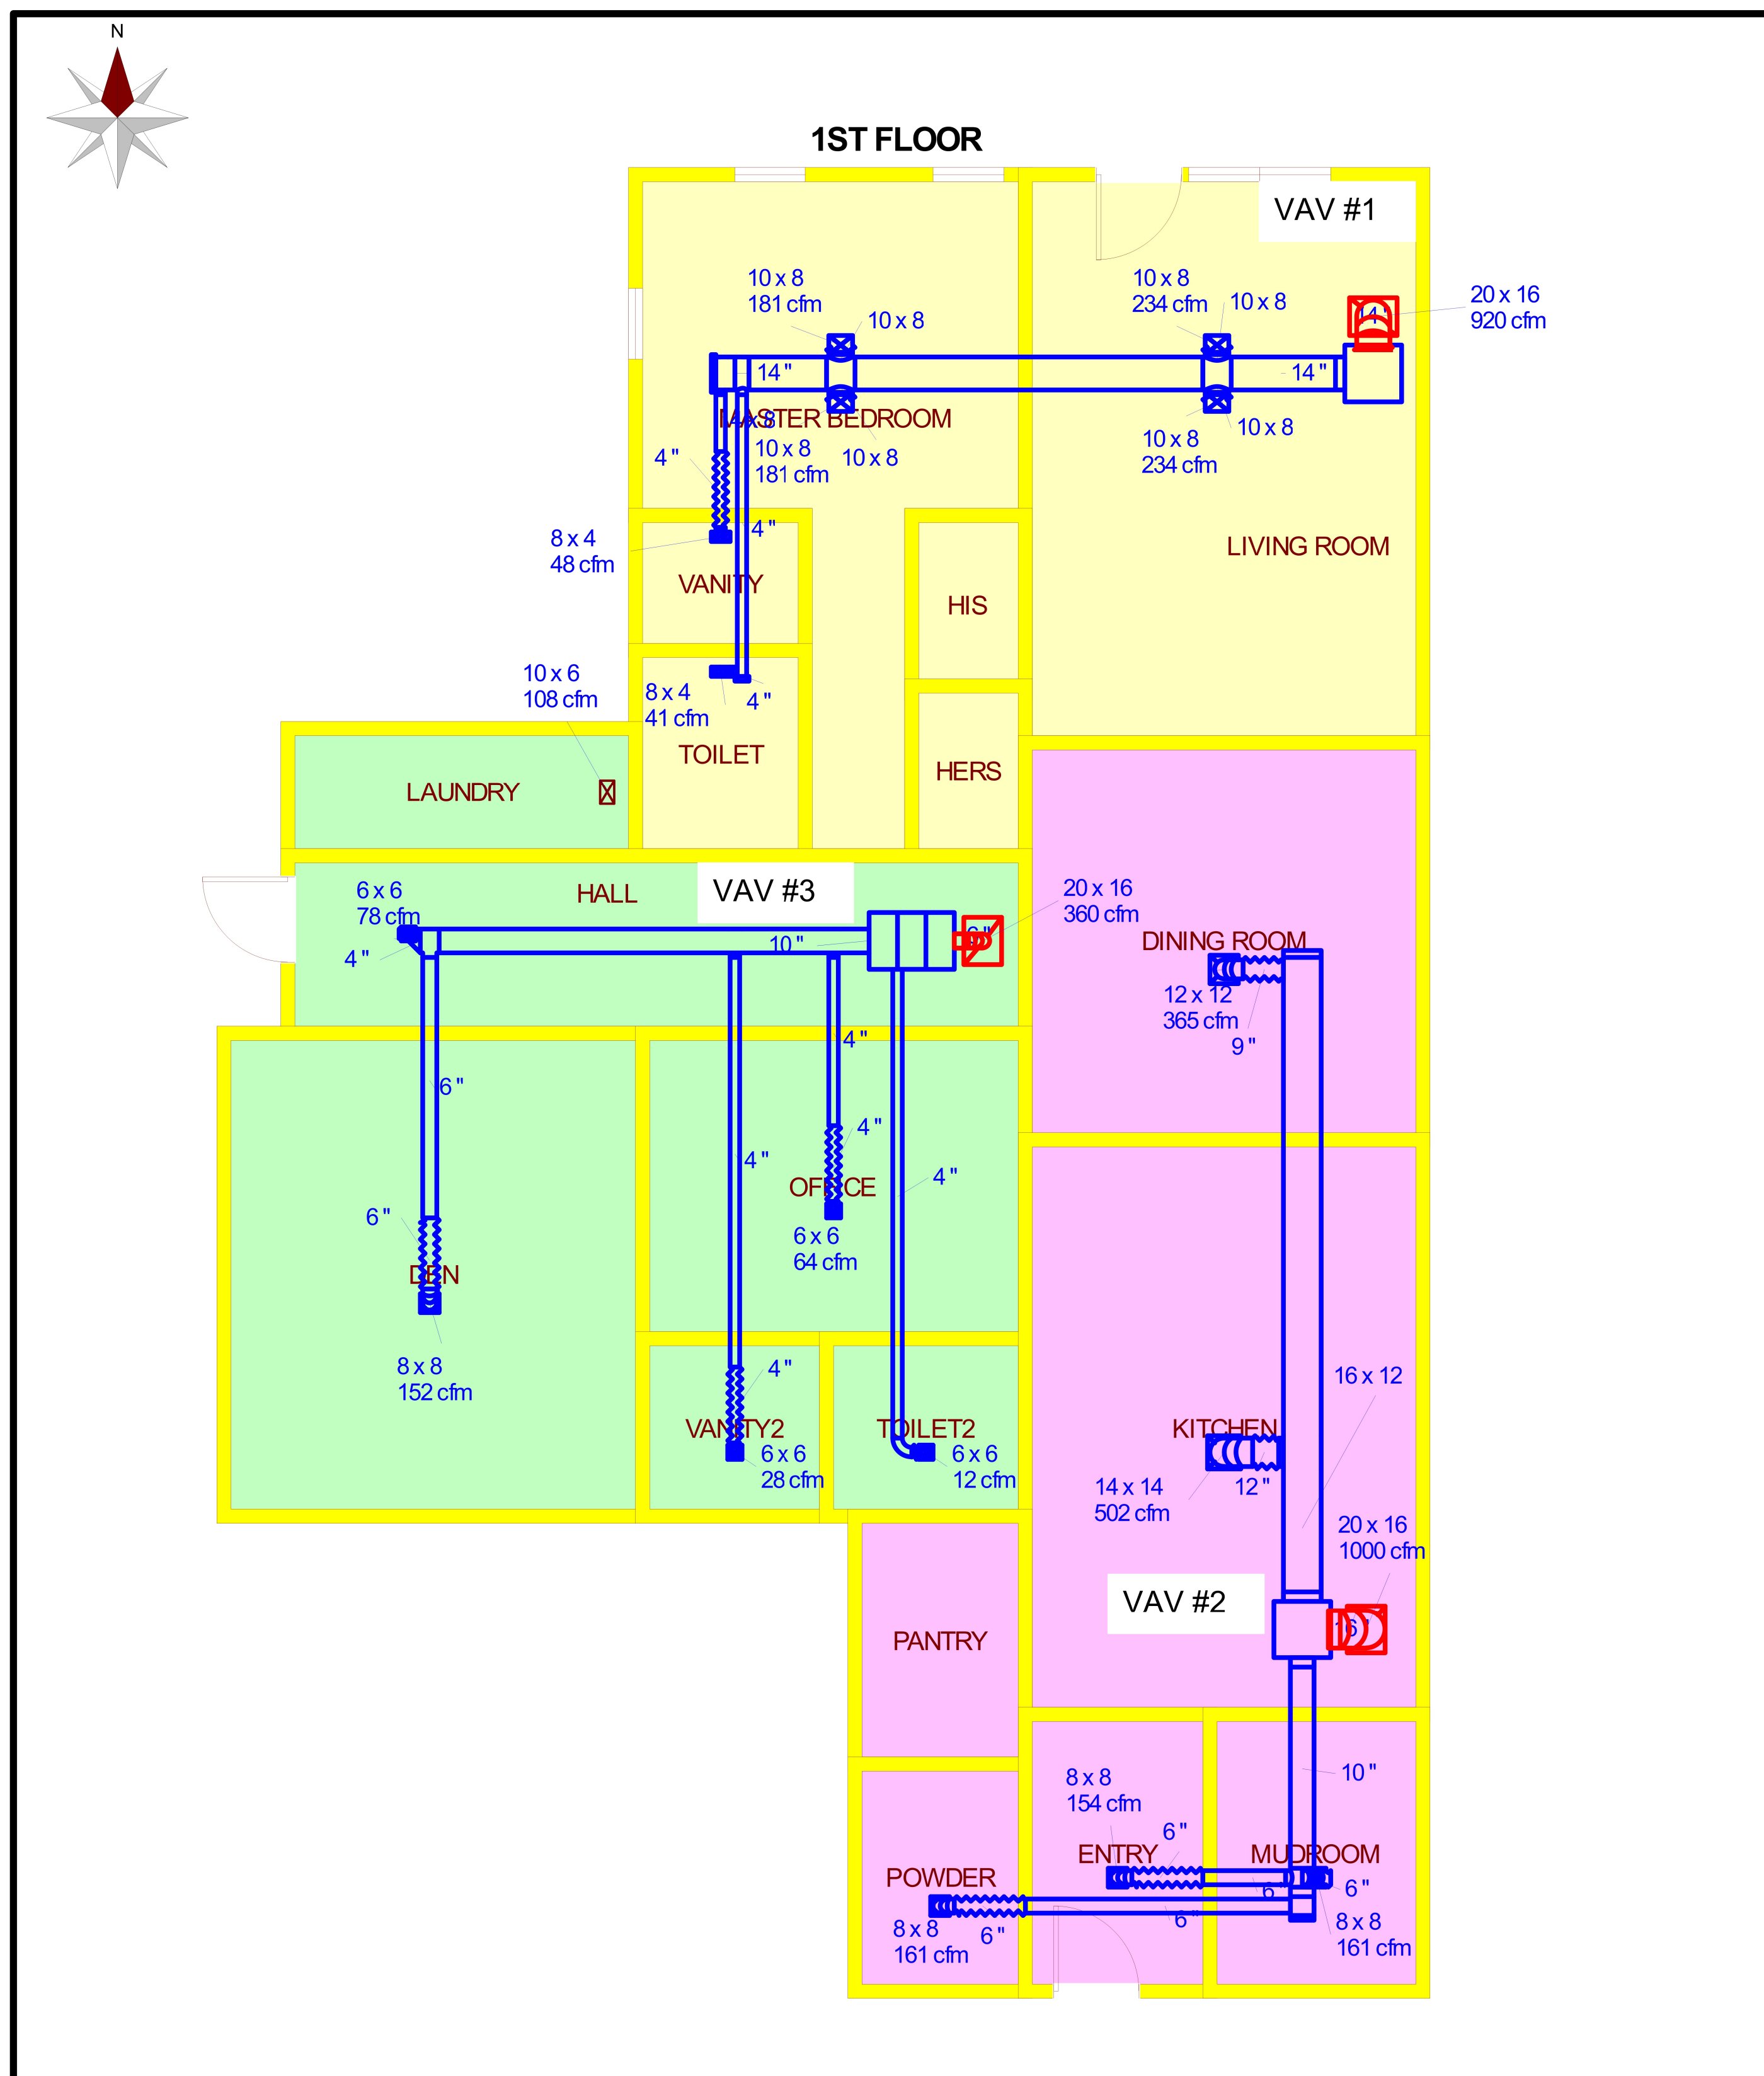 N
1ST FLOOR
VAV #1
10 x 8
181 cfm
10 x 8
10 x 8
234 cfm
10 x 8
14"
20 x 16
920 cfm
14"
14"
MASTER BEDROOM
10 x 8
181 cfm
10 x 8
10 x 8
234 cfm
10 x 8
4"
4"
8 x 4
48 cfm
VANITY
HIS
LIVING ROOM
10 x 6
108 cfm
8 x 4
41 cfm
4"
TOILET
HERS
LAUNDRY
6 x 6
78 cfm
HALL
VAV #3
20 x 16
360 cfm
4"
10"
6"
DINING ROOM
12 x 12
365 cfm
9"
4"
6"
4"
4"
4"
OFFICE
6"
6 x 6
64 cfm
DEN
8 x 8
152 cfm
4"
16 x 12
VANITY2
TOILET2
KITCHEN
6 x 6
28 cfm
6 x 6
12 cfm
14 x 14
502 cfm
12"
20 x 16
1000 cfm
VAV #2
16"
PANTRY
10"
8 x 8
154 cfm
6"
ENTRY
MUDROOM
POWDER
6"
6"
8 x 8
161 cfm
6"
6"
8 x 8
161 cfm